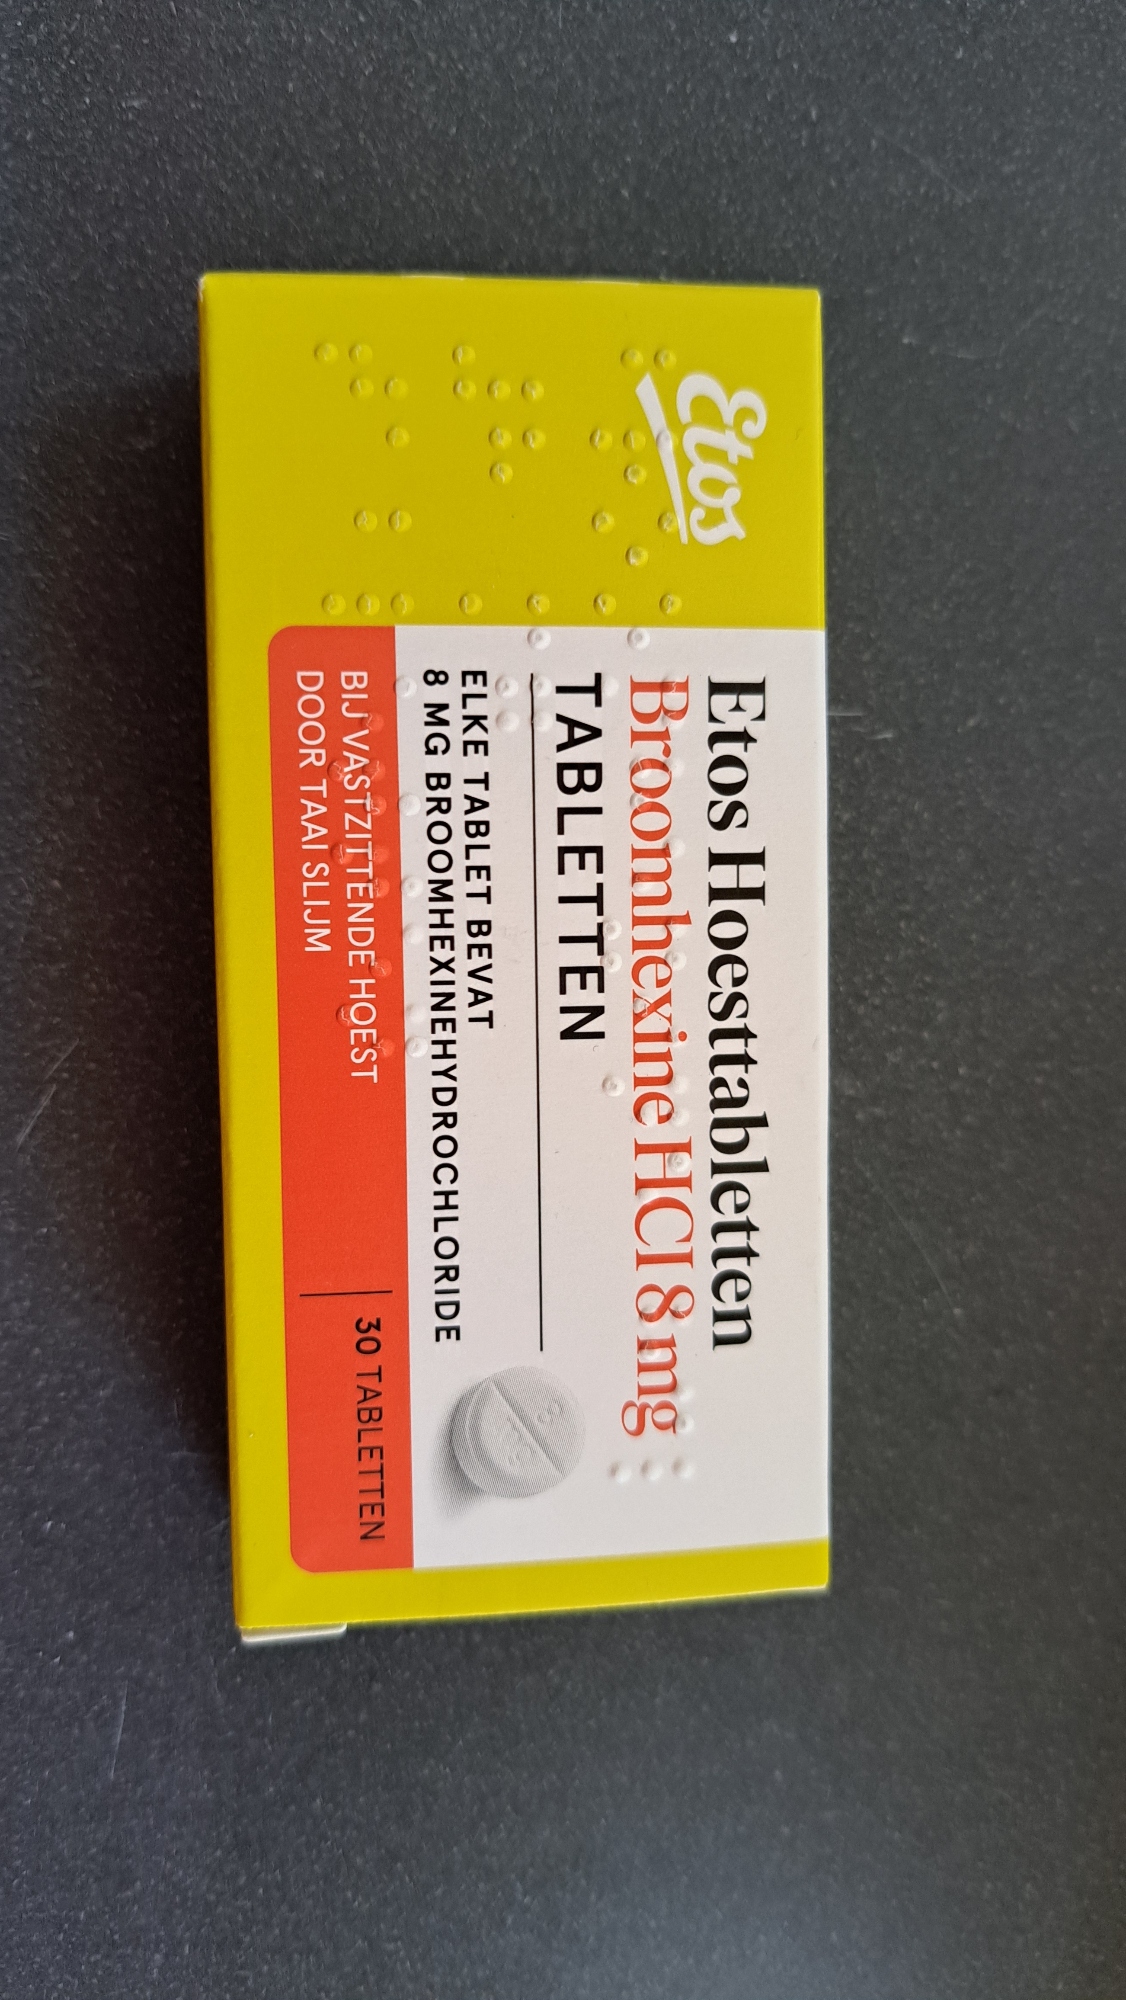 Etos
Etos Hoesttabletten
Broomhexine HCl 8 mg
TABLETTEN
ELKE TABLET BEVAT
8 MG BROOMHEXINEHYDROCHLORIDE
BIJ VASTZITTENDE HOEST
DOOR TAAI SLIJM
30 TABLETTEN